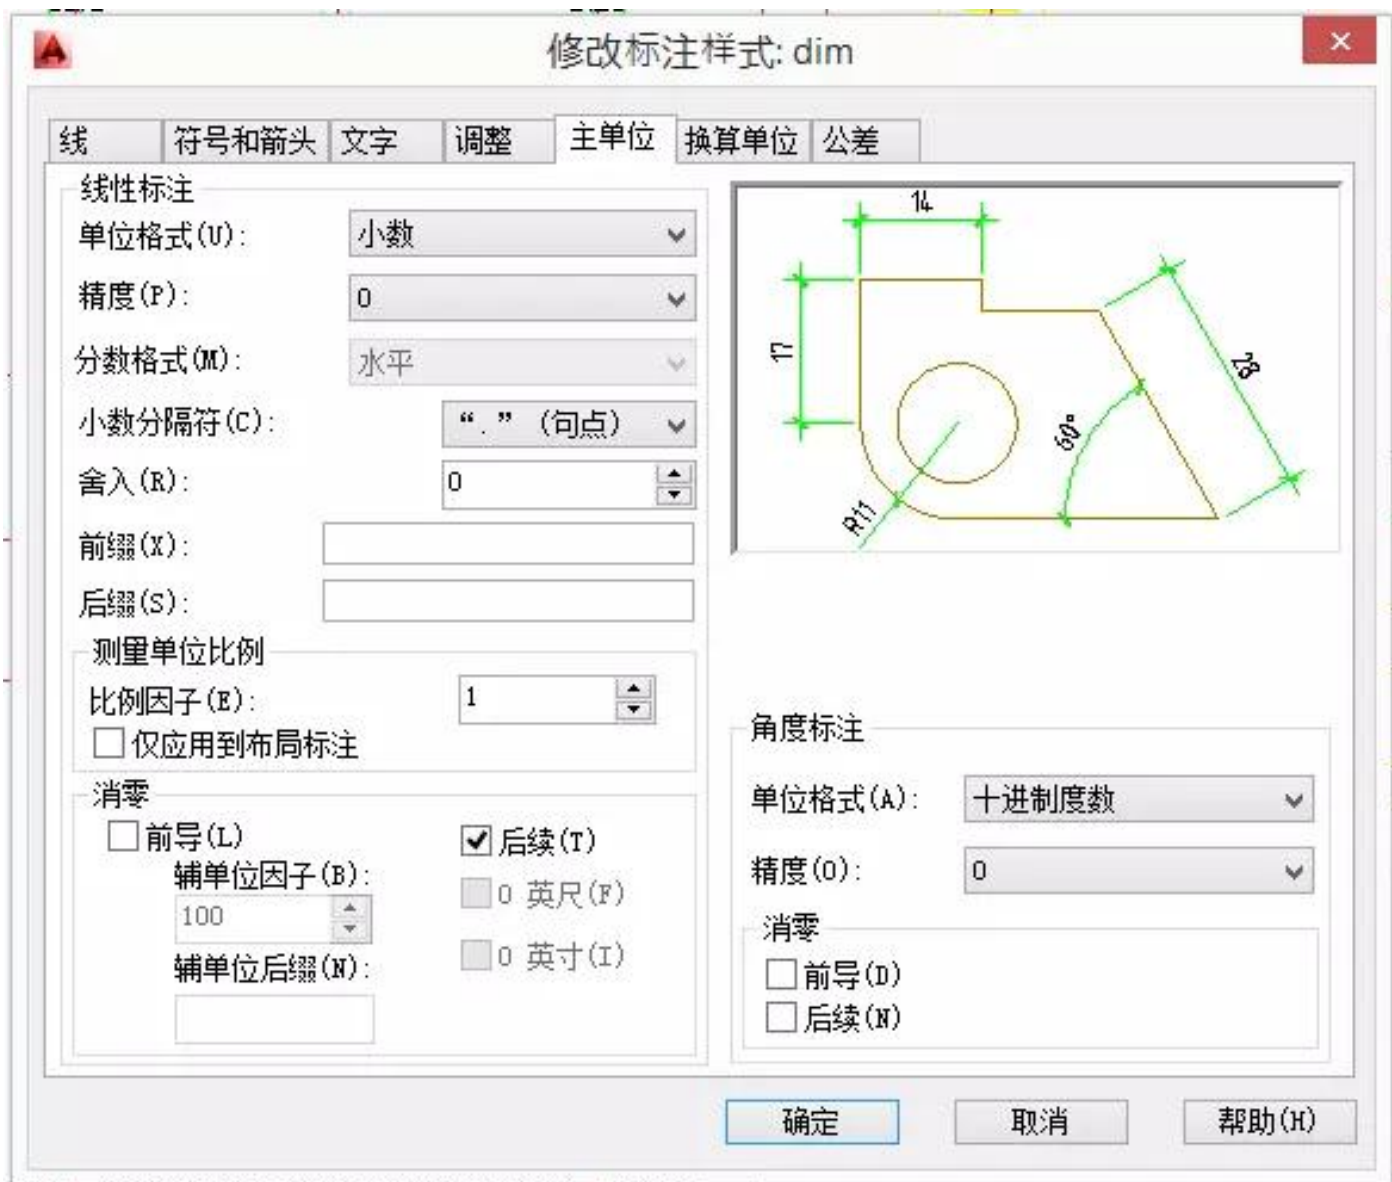 修改标注样式: dim
线 符号和箭头 文字 调整 主单位 换算单位 公差
线性标注
单位格式(U): 小数
精度(P): 0
分数格式(M): 水平
小数分隔符(C): “.” (句点)
舍入(R): 0
前缀(X):
后缀(S):
测量单位比例
比例因子(E): 1
仅应用到布局标注
消零
前导(L) 后续(T)
辅单位因子(B): 0 英尺(F)
100
辅单位后缀(N): 0 英寸(I)
14
17
28
60°
R11
角度标注
单位格式(A): 十进制度数
精度(O): 0
消零
前导(D)
后续(N)
确定 取消 帮助(H)